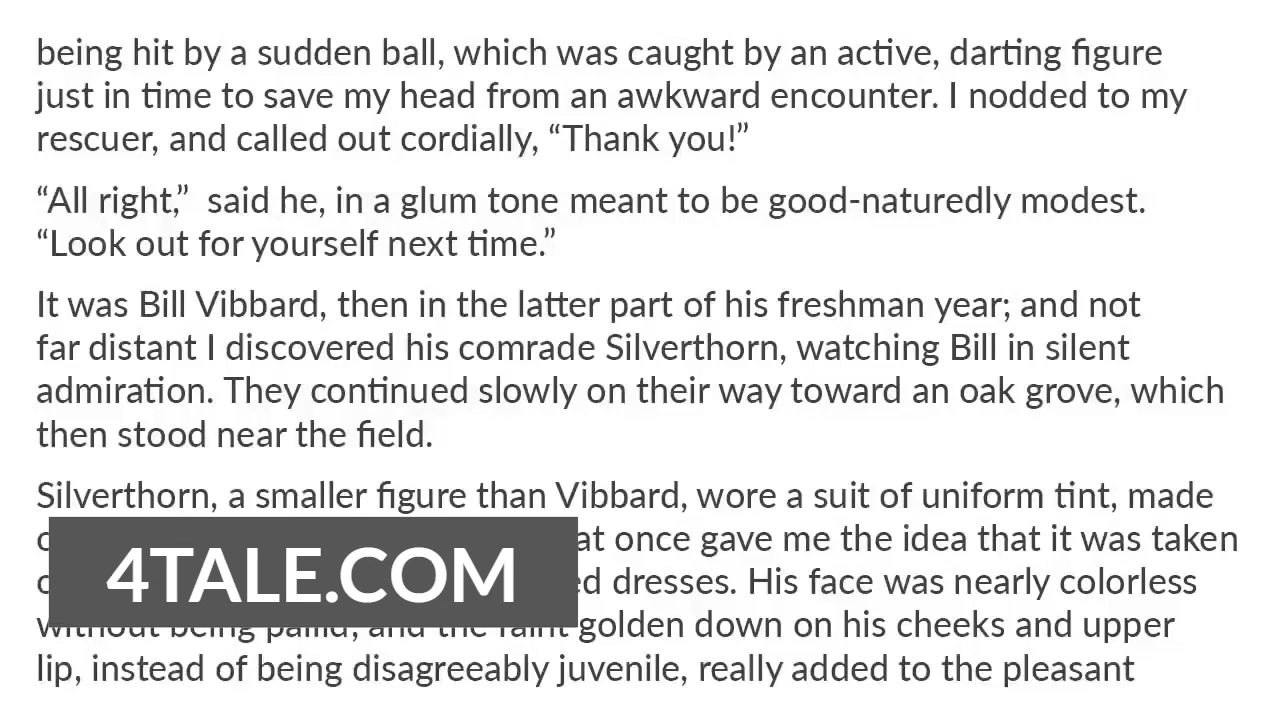 being hit by a sudden ball, which was caught by an active, darting figure
just in time to save my head from an awkward encounter. I nodded to my
rescuer, and called out cordially, “Thank you!”
“All right,”  said he, in a glum tone meant to be good-naturedly modest.
“Look out for yourself next time.”
It was Bill Vibbard, then in the latter part of his freshman year; and not
far distant I discovered his comrade Silverthorn, watching Bill in silent
admiration. They continued slowly on their way toward an oak grove, which
then stood near the field.
Silverthorn, a smaller figure than Vibbard, wore a suit of uniform tint, made
at once gave me the idea that it was taken
dresses. His face was nearly colorless
4TALE.COM
without being pallid, and the faint golden down on his cheeks and upper
lip, instead of being disagreeably juvenile, really added to the pleasant